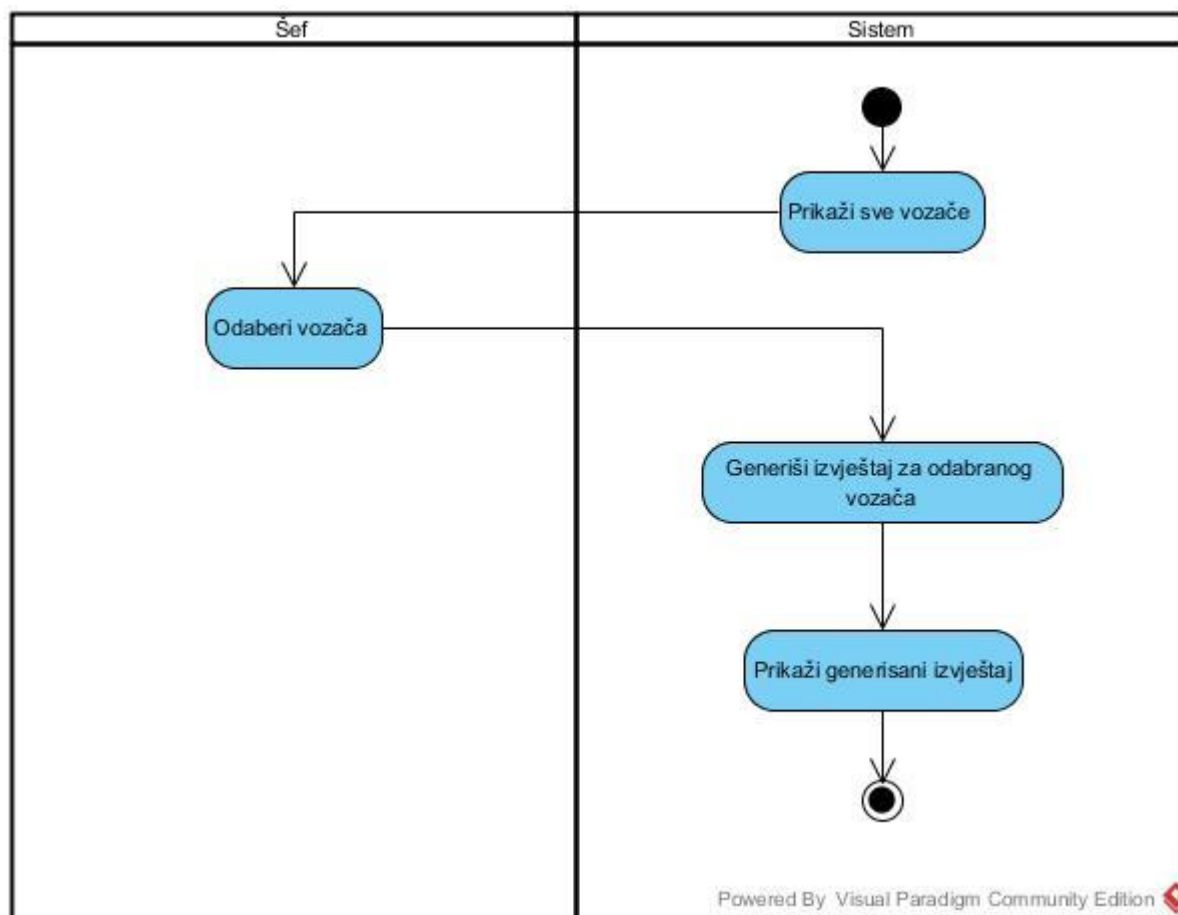 Šef
Sistem
Prikaži sve vozače
Odaberi vozača
Generiši izvještaj za odabranog
vozača
Prikaži generisani izvještaj
Powered By Visual Paradigm Community Edition